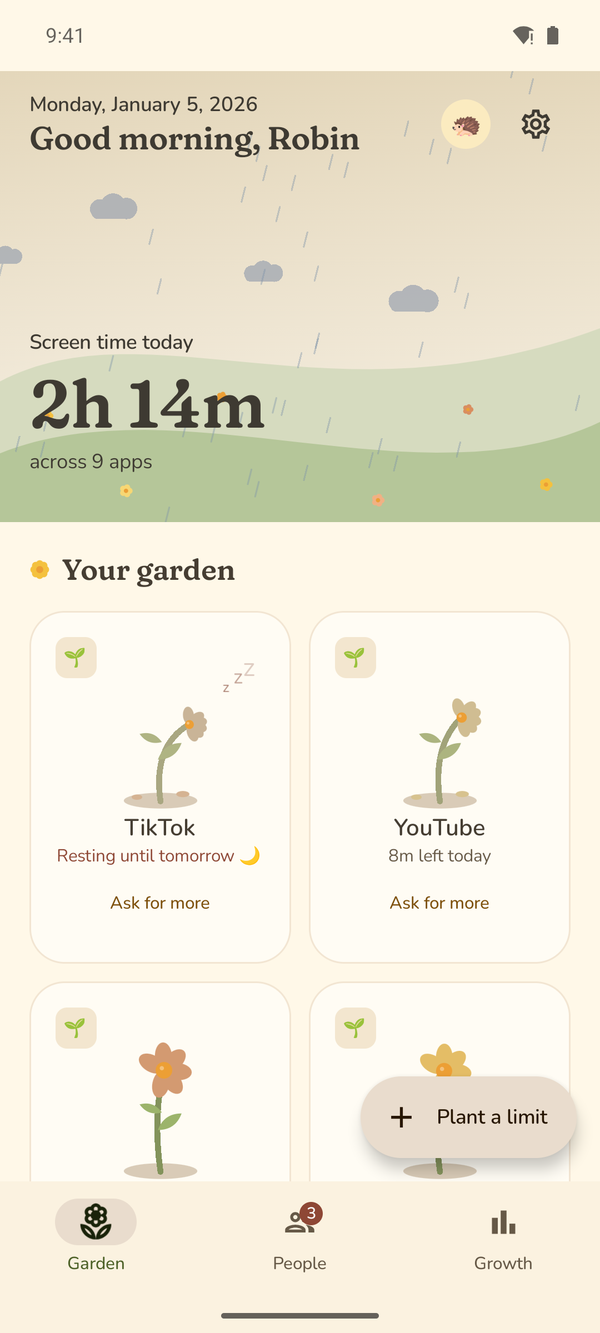 9:41
Monday, January 5, 2026
Good morning, Robin
Screen time today
2h 14m
across 9 apps
Your garden
z z Z
TikTok
Resting until tomorrow 🌙
Ask for more
YouTube
8m left today
Ask for more
Plant a limit
Garden
3
People
Growth